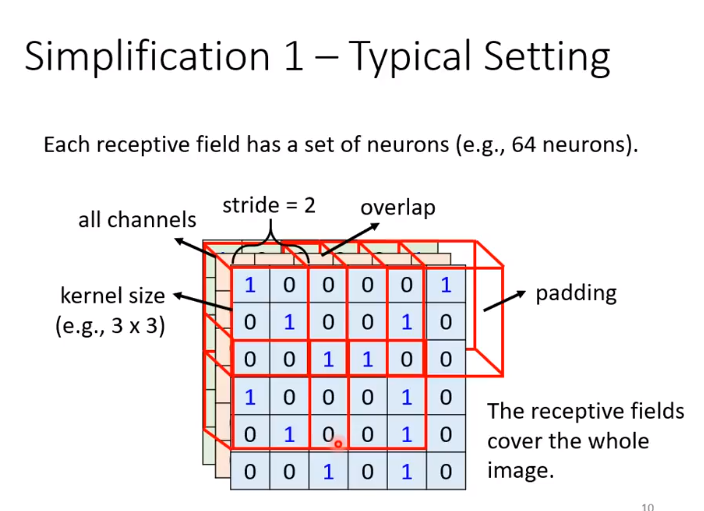 Simplification 1 – Typical Setting
Each receptive field has a set of neurons (e.g., 64 neurons).
all channels
stride = 2
overlap
kernel size
(e.g., 3 x 3)
padding
1 0 0 0 0 1
0 1 0 0 1 0
0 0 1 1 0 0
1 0 0 0 1 0
0 1 0 0 1 0
0 0 1 0 1 0
The receptive fields
cover the whole
image.
10